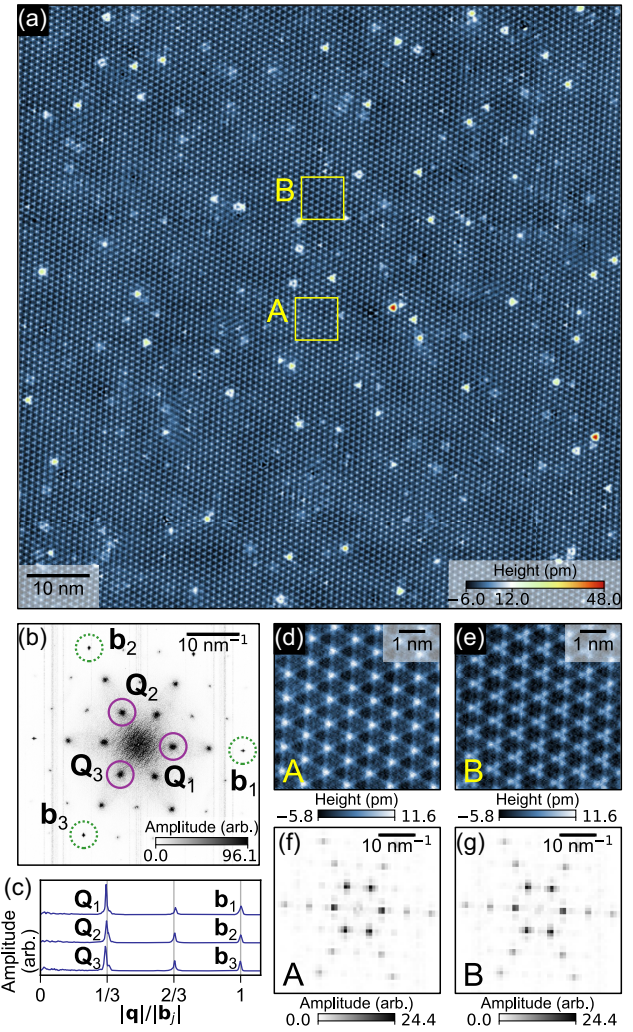 (a)
B
A
10 nm
Height (pm)
−6.0 12.0 48.0
(b)
b2
10 nm−1
Q2
Q3
Q1
b1
b3
Amplitude (arb.)
0.0 96.1
(c)
Amplitude
(arb.)
Q1 b1
Q2 b2
Q3 b3
0 1/3 2/3 1
|q|/|bj|
(d)
1 nm
A
Height (pm)
−5.8 11.6
(e)
1 nm
B
Height (pm)
−5.8 11.6
(f)
10 nm−1
A
Amplitude (arb.)
0.0 24.4
(g)
10 nm−1
B
Amplitude (arb.)
0.0 24.4